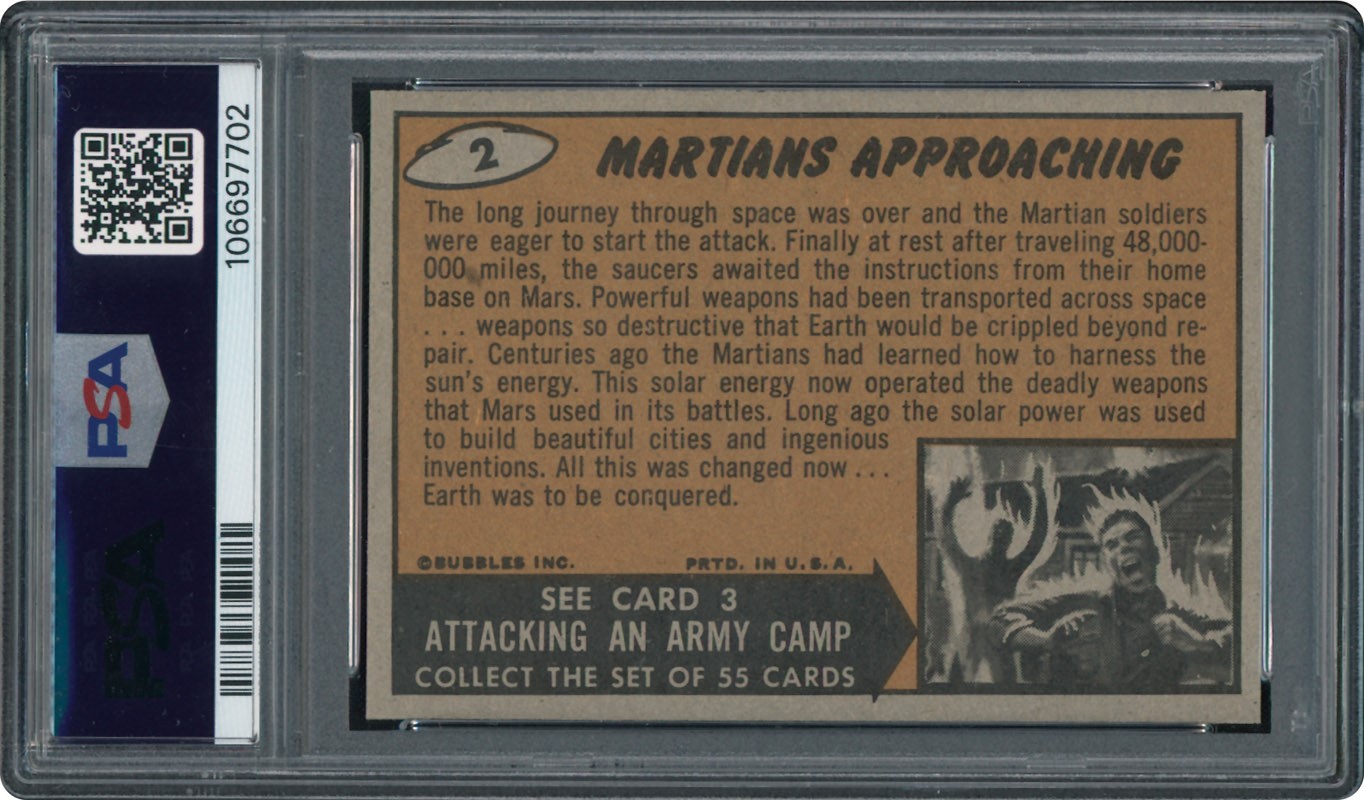 106697702
PSA
PSA
PSA
2
MARTIANS APPROACHING
The long journey through space was over and the Martian soldiers
were eager to start the attack. Finally at rest after traveling 48,000-
000 miles, the saucers awaited the instructions from their home
base on Mars. Powerful weapons had been transported across space
. . . weapons so destructive that Earth would be crippled beyond re-
pair. Centuries ago the Martians had learned how to harness the
sun's energy. This solar energy now operated the deadly weapons
that Mars used in its battles. Long ago the solar power was used
to build beautiful cities and ingenious
inventions. All this was changed now . . .
Earth was to be conquered.
©BUBBLES INC. PRTD. IN U.S.A.
SEE CARD 3
ATTACKING AN ARMY CAMP
COLLECT THE SET OF 55 CARDS